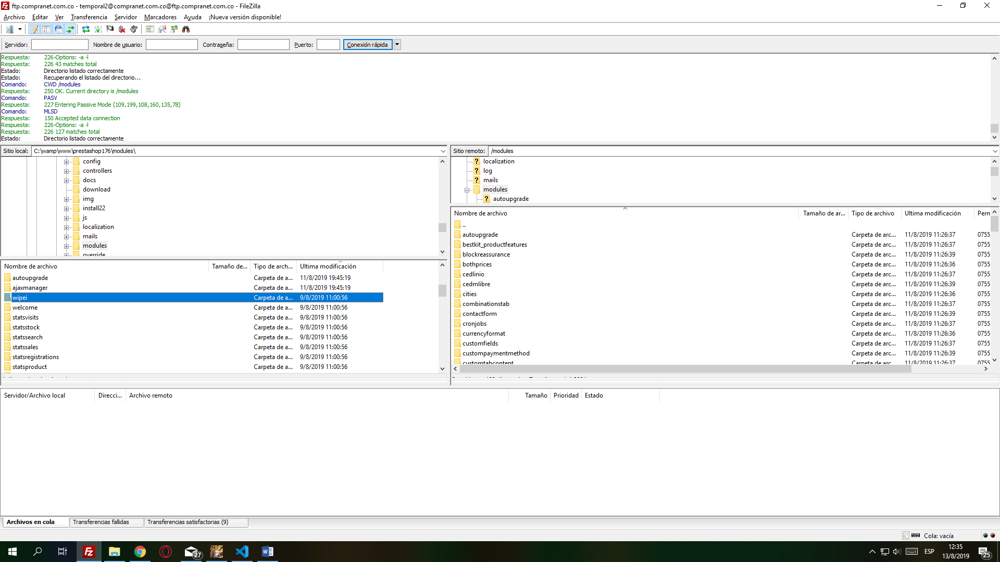 ftp.compranet.com.co - temporal2@compranet.com.co@ftp.compranet.com.co - FileZilla
Archivo Editar Ver Transferencia Servidor Marcadores Ayuda ¡Nueva versión disponible!
Servidor: Nombre de usuario: Contraseña: Puerto: Conexión rápida
Respuesta: 226-Options: -a -l
Respuesta: 226 43 matches total
Estado: Directorio listado correctamente
Estado: Recuperando el listado del directorio...
Comando: CWD /modules
Respuesta: 250 OK. Current directory is /modules
Comando: PASV
Respuesta: 227 Entering Passive Mode (109,199,108,160,135,78)
Comando: MLSD
Respuesta: 150 Accepted data connection
Respuesta: 226-Options: -a -l
Respuesta: 226 127 matches total
Estado: Directorio listado correctamente
Sitio local: C:\wamp\www\prestashop176\modules\
config
controllers
docs
download
img
install22
js
localization
mails
modules
override
Nombre de archivo Tamaño de... Tipo de arch... Ultima modificación
autoupgrade Carpeta de a... 11/8/2019 19:45:19
ajaxmanager Carpeta de a... 11/8/2019 19:45:19
wipei Carpeta de a... 9/8/2019 11:00:56
welcome Carpeta de a... 9/8/2019 11:00:56
statsvisits Carpeta de a... 9/8/2019 11:00:56
statsstock Carpeta de a... 9/8/2019 11:00:56
statssearch Carpeta de a... 9/8/2019 11:00:56
statssales Carpeta de a... 9/8/2019 11:00:56
statsregistrations Carpeta de a... 9/8/2019 11:00:56
statsproduct Carpeta de a... 9/8/2019 11:00:56
Sitio remoto: /modules
? localization
? log
? mails
modules
? autoupgrade
Nombre de archivo Tamaño de ar... Tipo de archivo Ultima modificación Perm
..
autoupgrade Carpeta de arc... 11/8/2019 11:26:37 0755
bestkit_productfeatures Carpeta de arc... 11/8/2019 11:26:37 0755
blockreassurance Carpeta de arc... 11/8/2019 11:26:39 0755
bothprices Carpeta de arc... 11/8/2019 11:26:36 0755
cedlinio Carpeta de arc... 11/8/2019 11:26:37 0755
cedmlibre Carpeta de arc... 11/8/2019 11:26:39 0755
cities Carpeta de arc... 11/8/2019 11:26:36 0755
combinationstab Carpeta de arc... 11/8/2019 11:26:37 0755
contactform Carpeta de arc... 11/8/2019 11:26:39 0755
cronjobs Carpeta de arc... 11/8/2019 11:26:37 0755
currencyformat Carpeta de arc... 11/8/2019 11:26:36 0755
customfields Carpeta de arc... 11/8/2019 11:26:37 0755
custompaymentmethod Carpeta de arc... 11/8/2019 11:26:39 0755
customtabcontent Carpeta de arc... 11/8/2019 11:26:37 0755
Servidor/Archivo local Direcci... Archivo remoto Tamaño Prioridad Estado
Archivos en cola Transferencias fallidas Transferencias satisfactorias (9)
Cola: vacía
27
ESP
12:35
13/8/2019
25